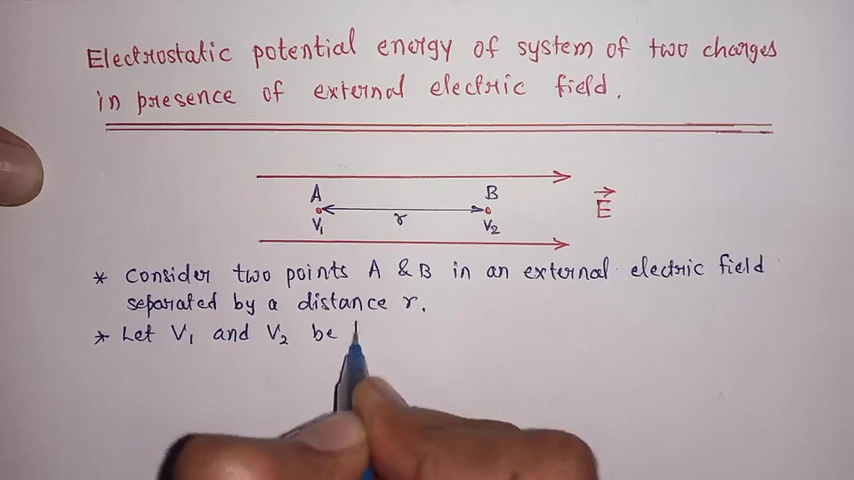 Electrostatic potential energy of system of two charges
in presence of external electric field.
A B
r E
V₁ V₂
* Consider two points A & B in an external electric field
separated by a distance r.
* Let V₁ and V₂ be